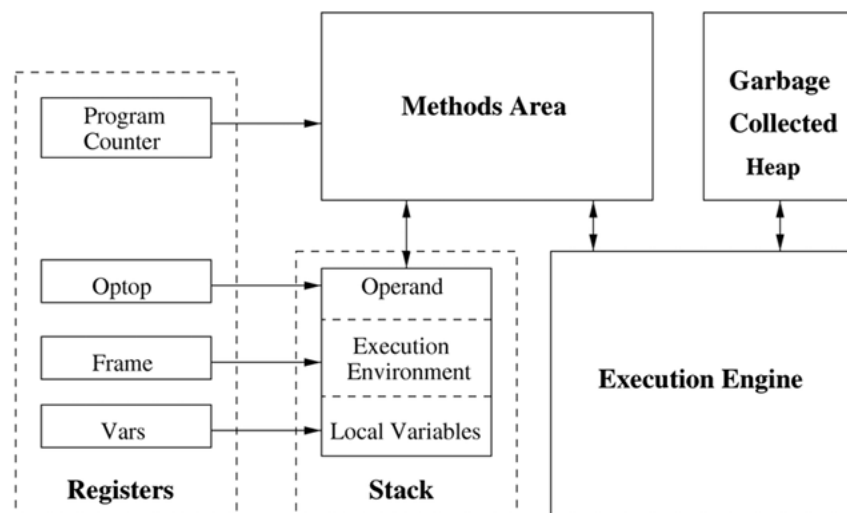 Program
Counter
Methods Area
Garbage
Collected
Heap
Optop
Operand
Frame
Execution
Environment
Execution Engine
Vars
Local Variables
Registers
Stack